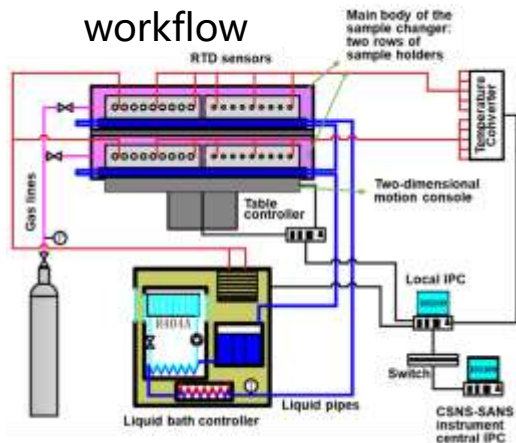 workflow
Main body of the
sample changer:
two rows of
sample holders
RTD sensors
Temperature
Converter
Gas lines
Two-dimensional
motion console
Table
controller
Local IPC
R404A
Switch
Liquid pipes
Liquid bath controller
CSNS-SANS
instrument
central IPC